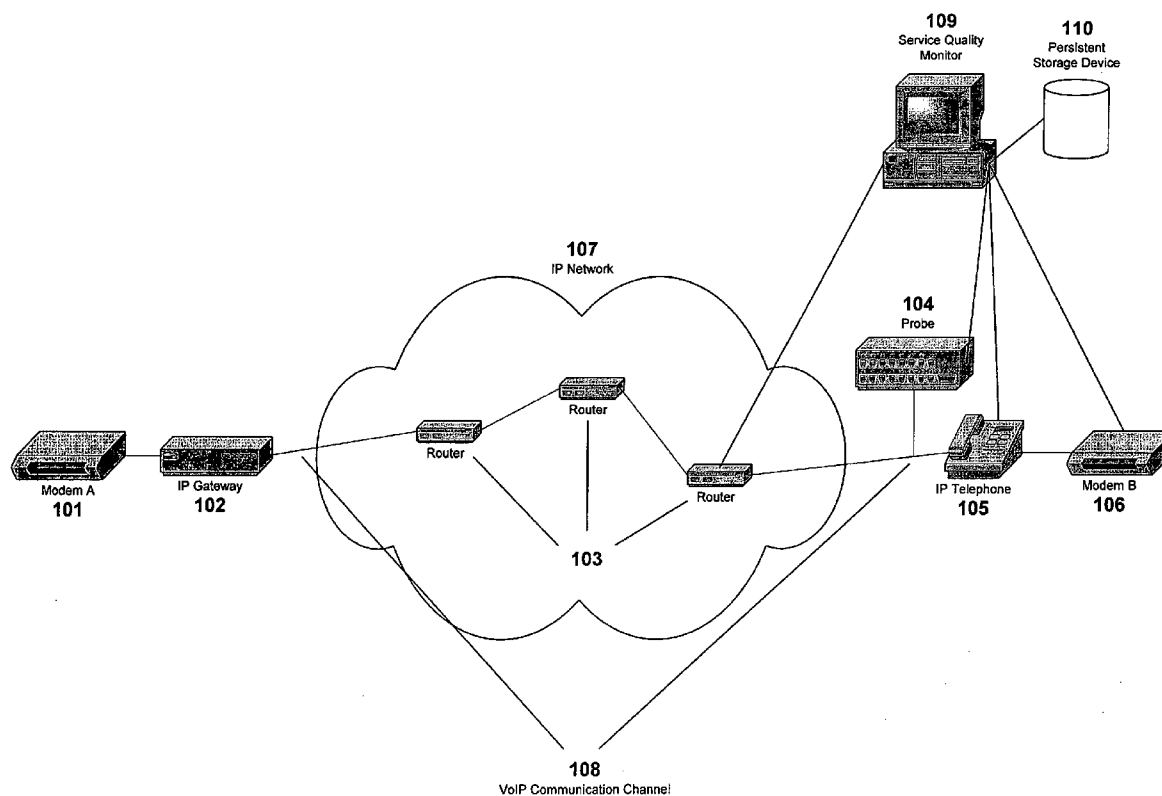 109
Service Quality
Monitor
110
Persistent
Storage Device
107
IP Network
104
Probe
Router
Router
Router
Modem A
101
IP Gateway
102
IP Telephone
105
Modem B
106
103
108
VoIP Communication Channel